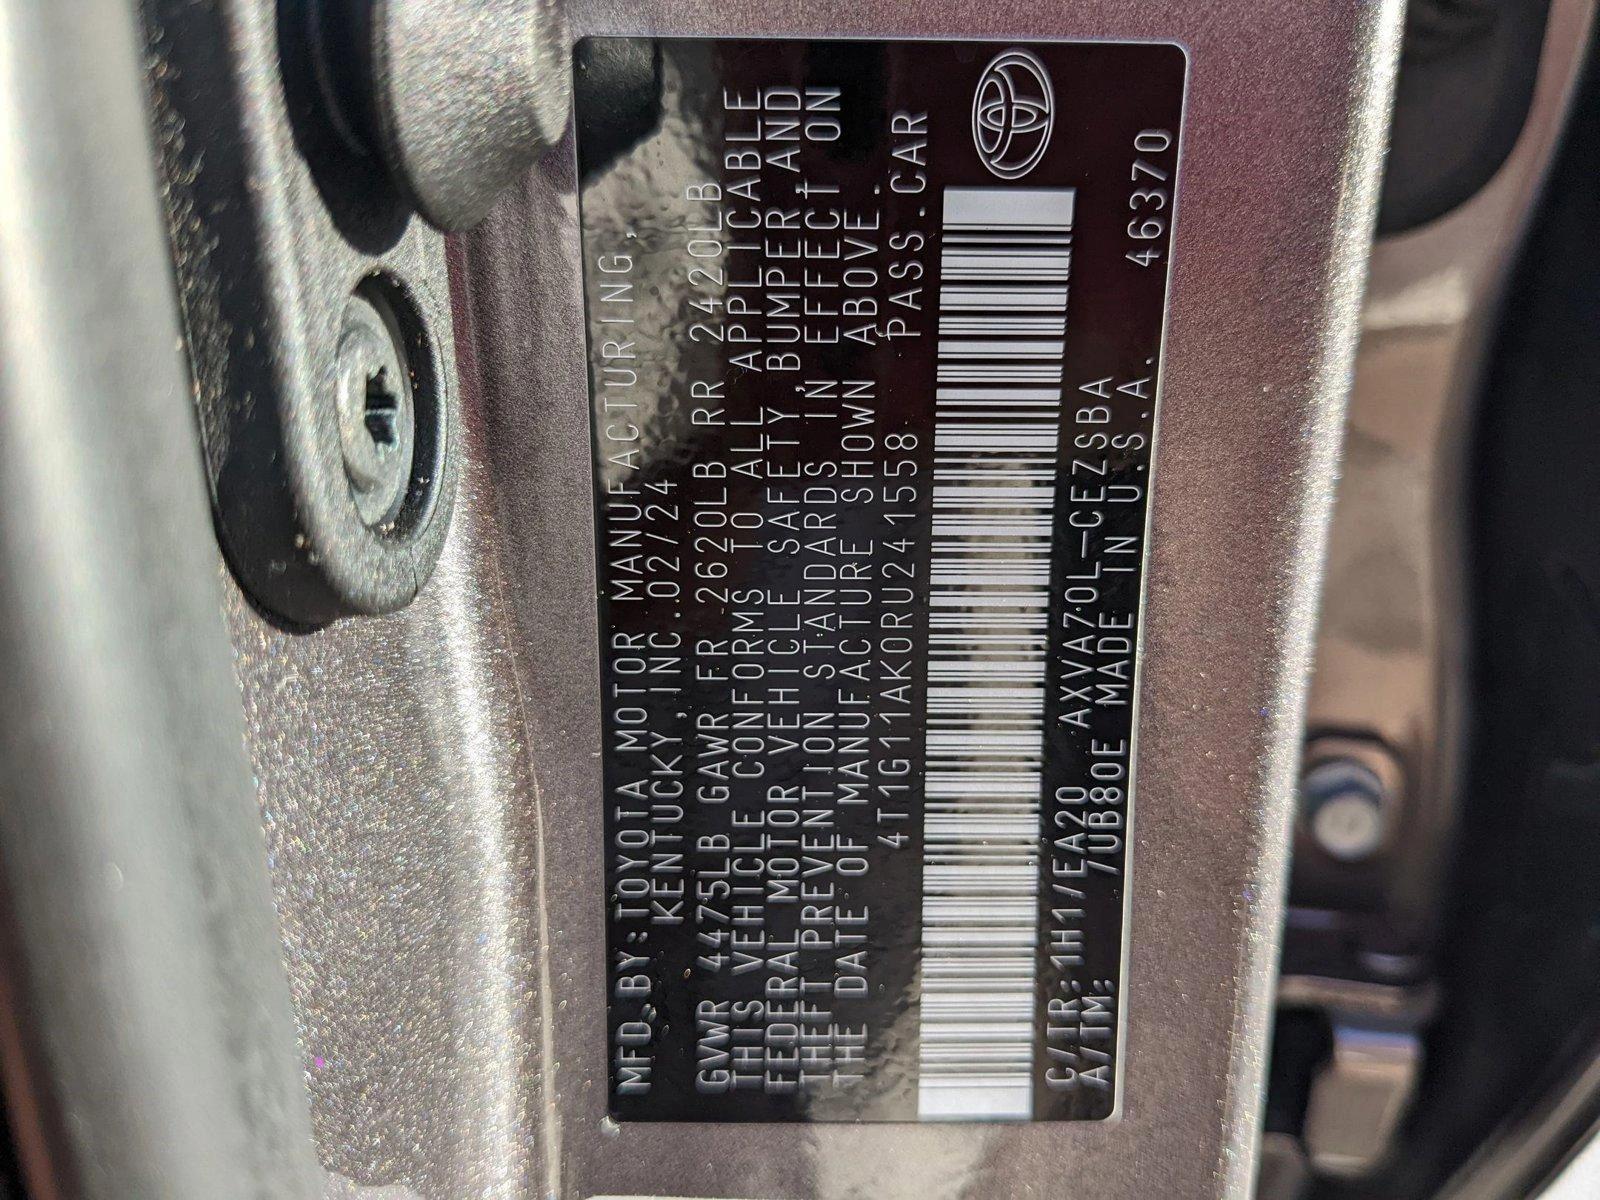 MFD.BY:TOYOTA MOTOR MANUFACTURING,
KENTUCKY,INC.02/24
GVWR 4475LB GAWR FR 2620LB RR 2420LB
THIS VEHICLE CONFORMS TO ALL APPLICABLE
FEDERAL MOTOR VEHICLE SAFETY,BUMPER,AND
THEFT PREVENTION STANDARDS IN EFFECT ON
THE DATE OF MANUFACTURE SHOWN ABOVE.
4T1G11AK0RU241558 PASS.CAR
C/TR:1H1/EA20 AXVA70L-CEZSBA
A/TM: /UB80E MADE IN U.S.A. 46370